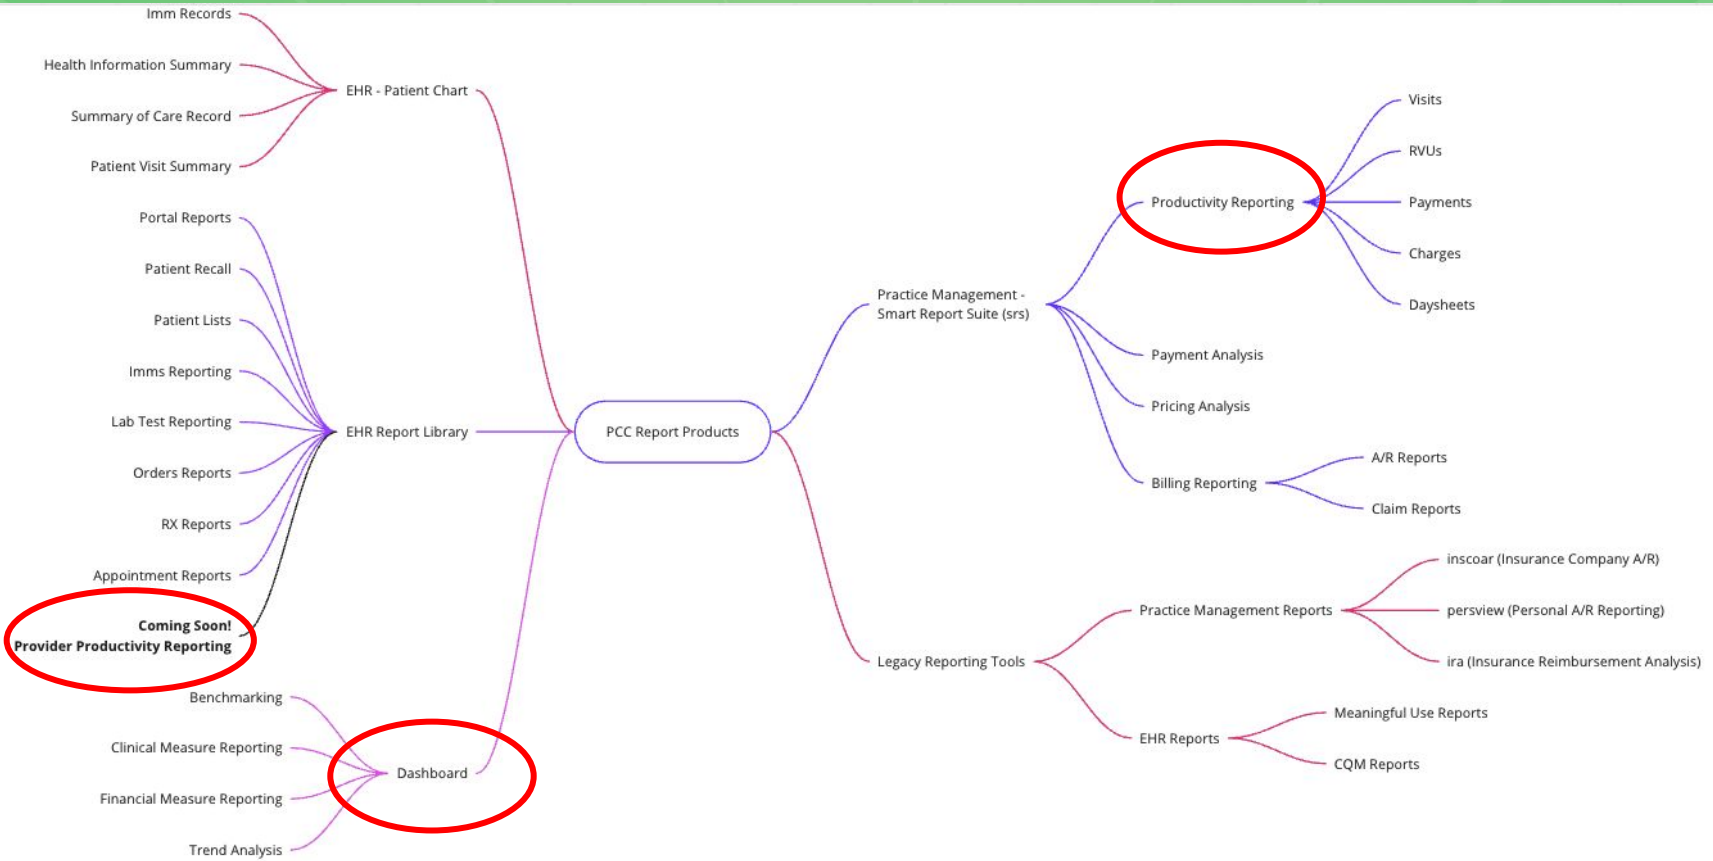 Imm Records
Health Information Summary
Summary of Care Record
Patient Visit Summary
EHR - Patient Chart
Portal Reports
Patient Recall
Patient Lists
Imms Reporting
Lab Test Reporting
Orders Reports
RX Reports
Appointment Reports
Coming Soon!
Provider Productivity Reporting
EHR Report Library
Benchmarking
Clinical Measure Reporting
Financial Measure Reporting
Trend Analysis
Dashboard
PCC Report Products
Practice Management -
Smart Report Suite (srs)
Productivity Reporting
Visits
RVUs
Payments
Charges
Daysheets
Payment Analysis
Pricing Analysis
Billing Reporting
A/R Reports
Claim Reports
Legacy Reporting Tools
Practice Management Reports
inscoar (Insurance Company A/R)
persview (Personal A/R Reporting)
ira (Insurance Reimbursement Analysis)
EHR Reports
Meaningful Use Reports
CQM Reports